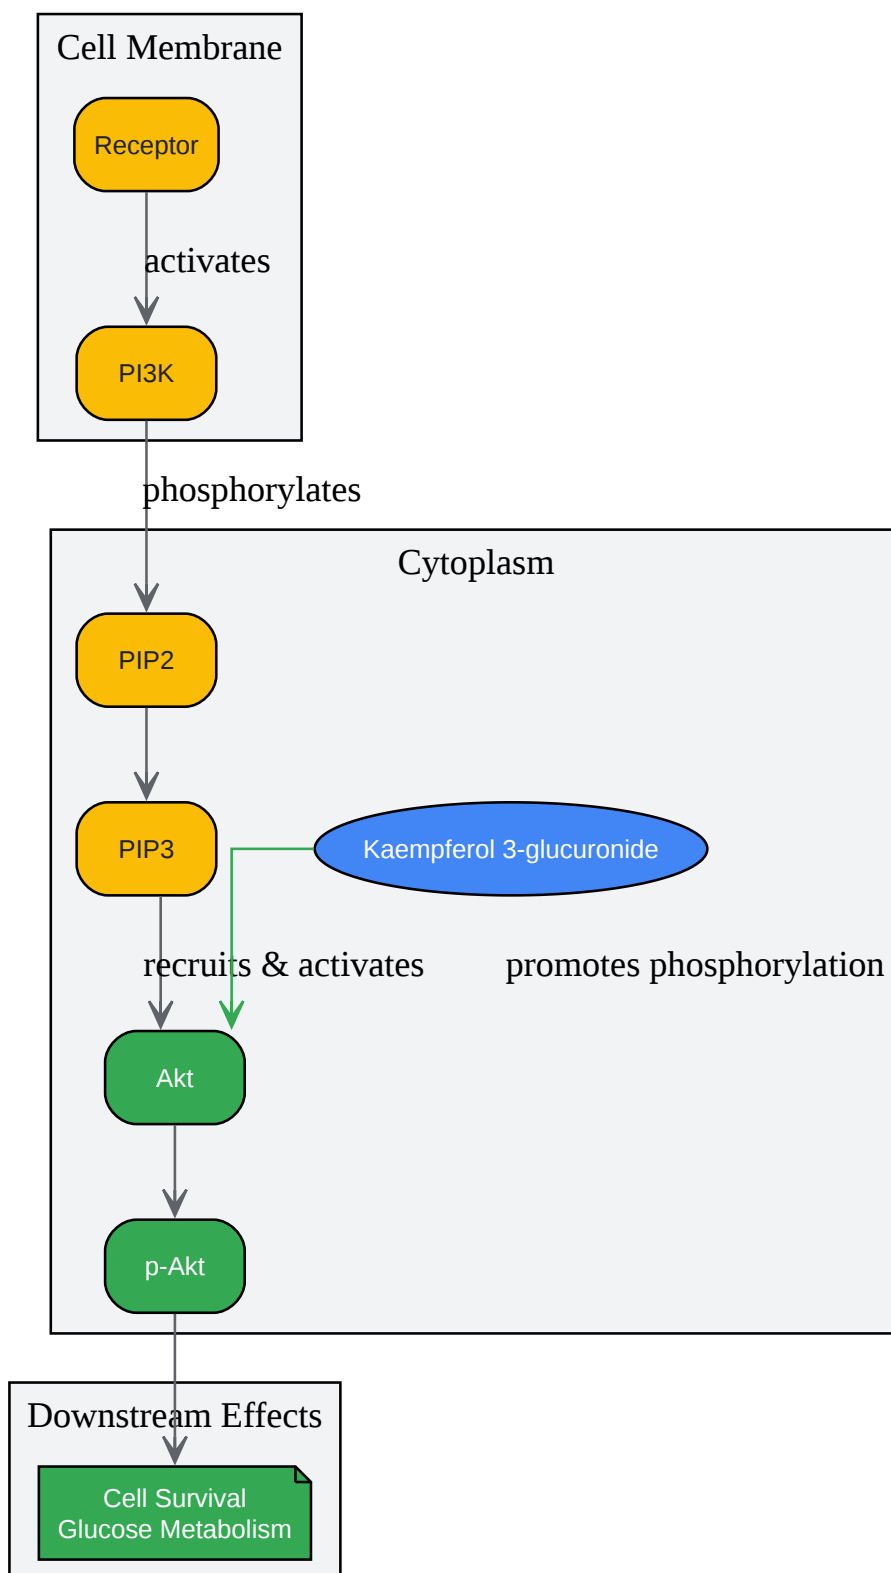 Cell Membrane
Receptor
activates
PI3K
phosphorylates
Cytoplasm
PIP2
PIP3
Kaempferol 3-glucuronide
recruits & activates
promotes phosphorylation
Akt
p-Akt
Downstream Effects
Cell Survival
Glucose Metabolism